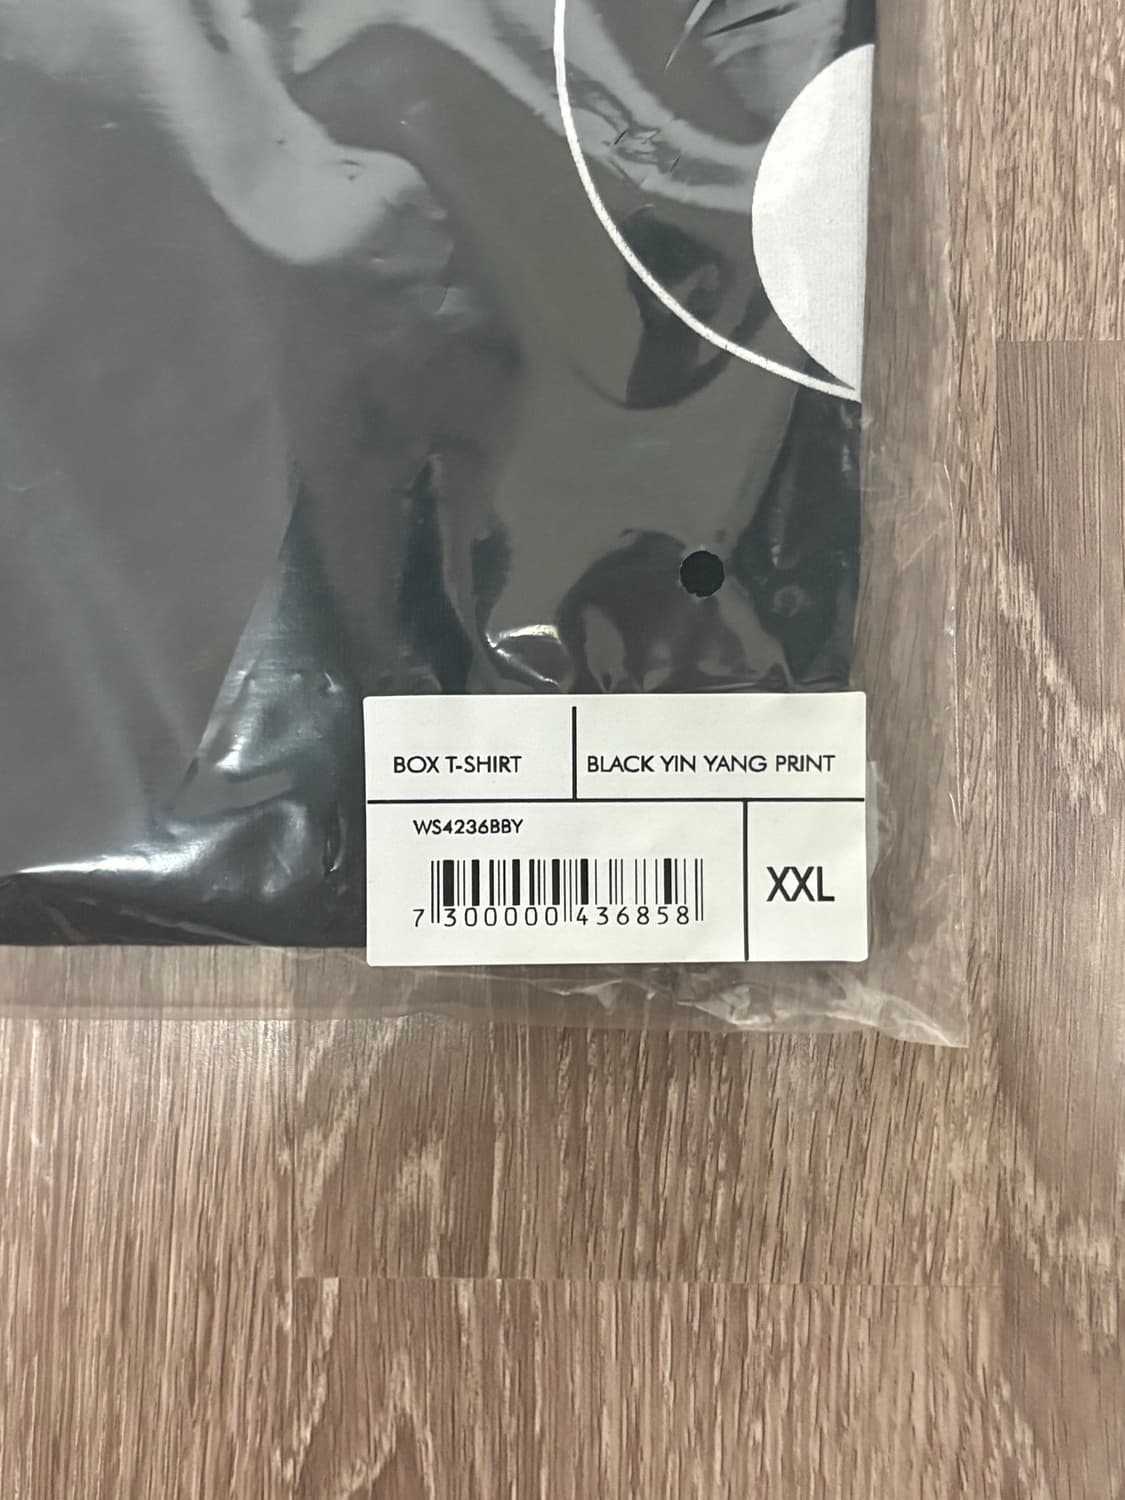 BOX T-SHIRT
BLACK YIN YANG PRINT
WS4236BBY
7 300000 436858
XXL